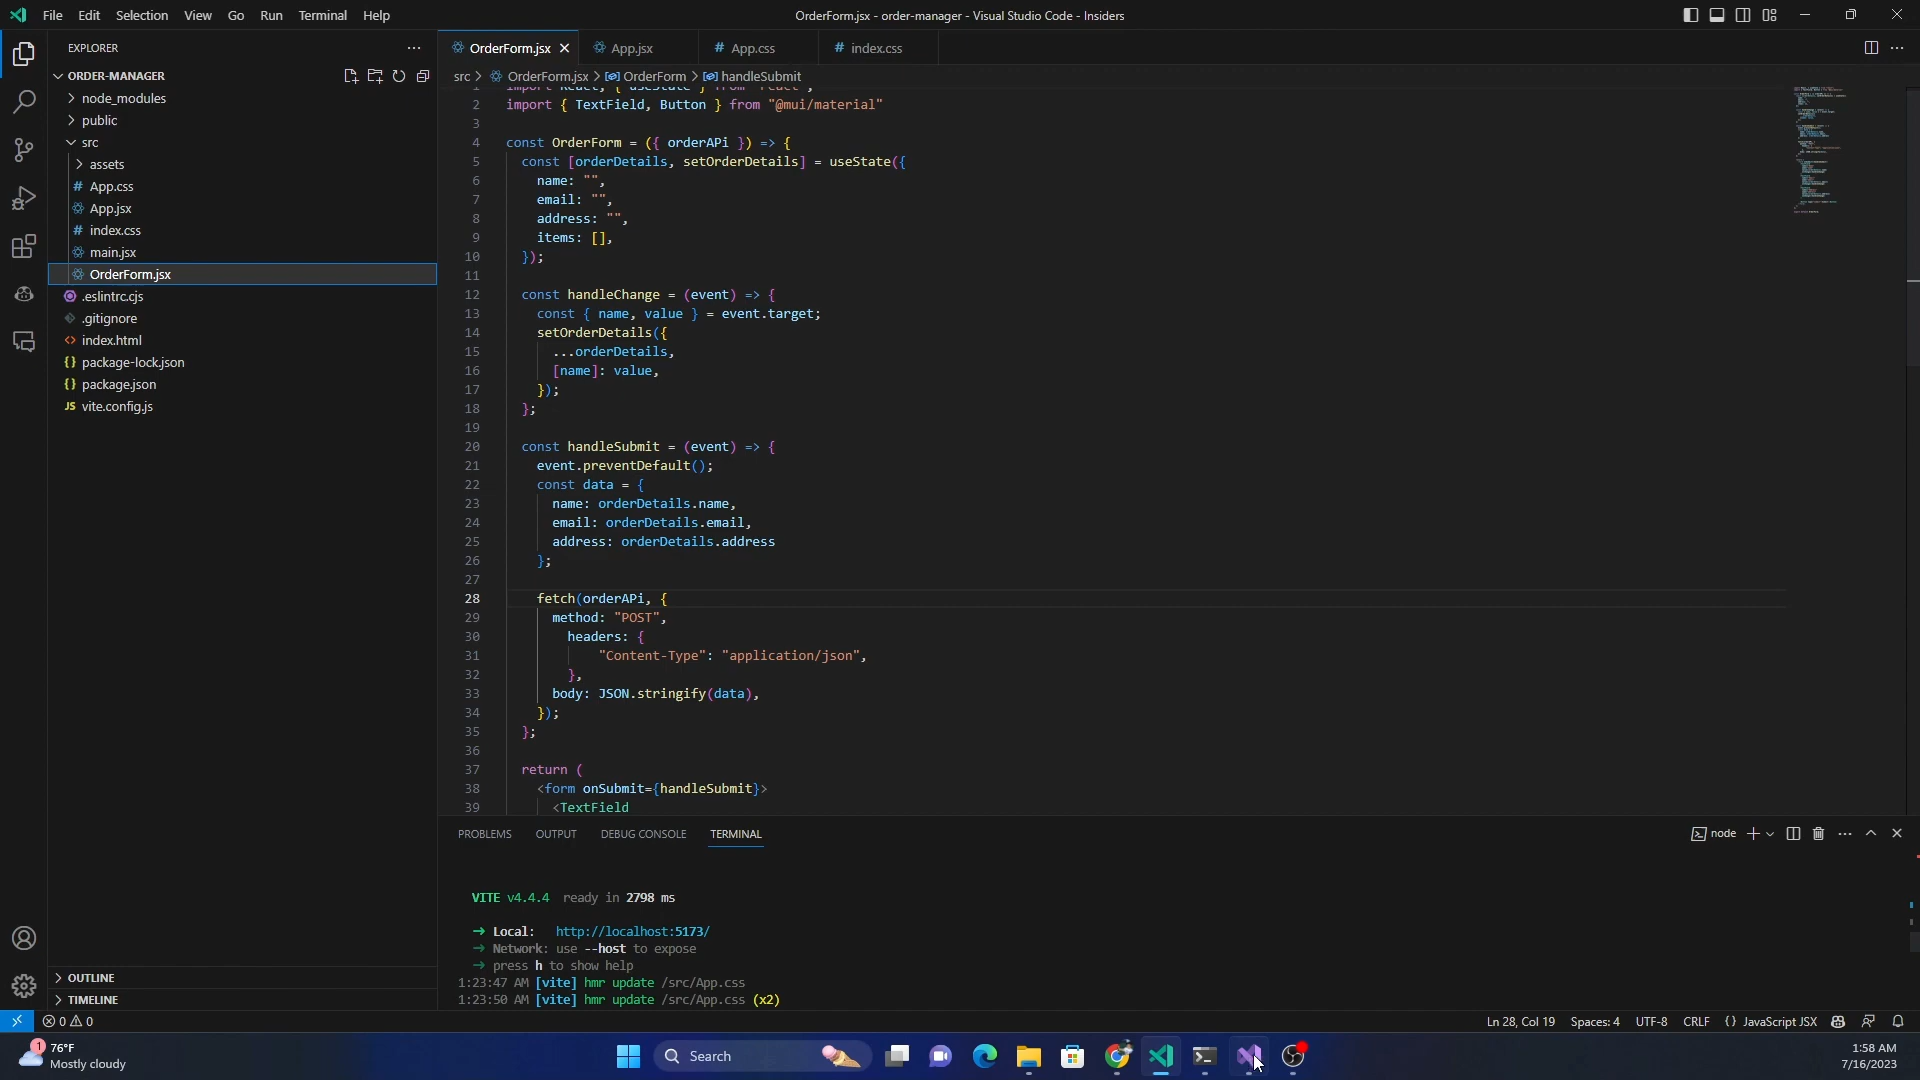 File Edit Selection View Go Run Terminal Help
OrderForm.jsx - order-manager - Visual Studio Code - Insiders
EXPLORER
ORDER-MANAGER
node_modules
public
src
assets
App.css
App.jsx
index.css
main.jsx
OrderForm.jsx
.eslintrc.cjs
.gitignore
index.html
package-lock.json
package.json
vite.config.js
OUTLINE
TIMELINE
OrderForm.jsx App.jsx App.css index.css
src > OrderForm.jsx > OrderForm > handleSubmit
1 import React, { useState } from "react";
2 import { TextField, Button } from "@mui/material"
3
4 const OrderForm = ({ orderAPi }) => {
5 const [orderDetails, setOrderDetails] = useState({
6 name: "",
7 email: "",
8 address: "",
9 items: [],
10 });
11
12 const handleChange = (event) => {
13 const { name, value } = event.target;
14 setOrderDetails({
15 ...orderDetails,
16 [name]: value,
17 });
18 };
19
20 const handleSubmit = (event) => {
21 event.preventDefault();
22 const data = {
23 name: orderDetails.name,
24 email: orderDetails.email,
25 address: orderDetails.address
26 };
27
28 fetch(orderAPi, {
29 method: "POST",
30 headers: {
31 "Content-Type": "application/json",
32 },
33 body: JSON.stringify(data),
34 });
35 };
36
37 return (
38 <form onSubmit={handleSubmit}>
39 <TextField
PROBLEMS OUTPUT DEBUG CONSOLE TERMINAL
node
VITE v4.4.4 ready in 2798 ms
➜ Local: http://localhost:5173/
➜ Network: use --host to expose
➜ press h to show help
1:23:47 AM [vite] hmr update /src/App.css
1:23:50 AM [vite] hmr update /src/App.css (x2)
0 0
Ln 28, Col 19 Spaces: 4 UTF-8 CRLF {} JavaScript JSX
1
76°F
Mostly cloudy
Search
1:58 AM
7/16/2023